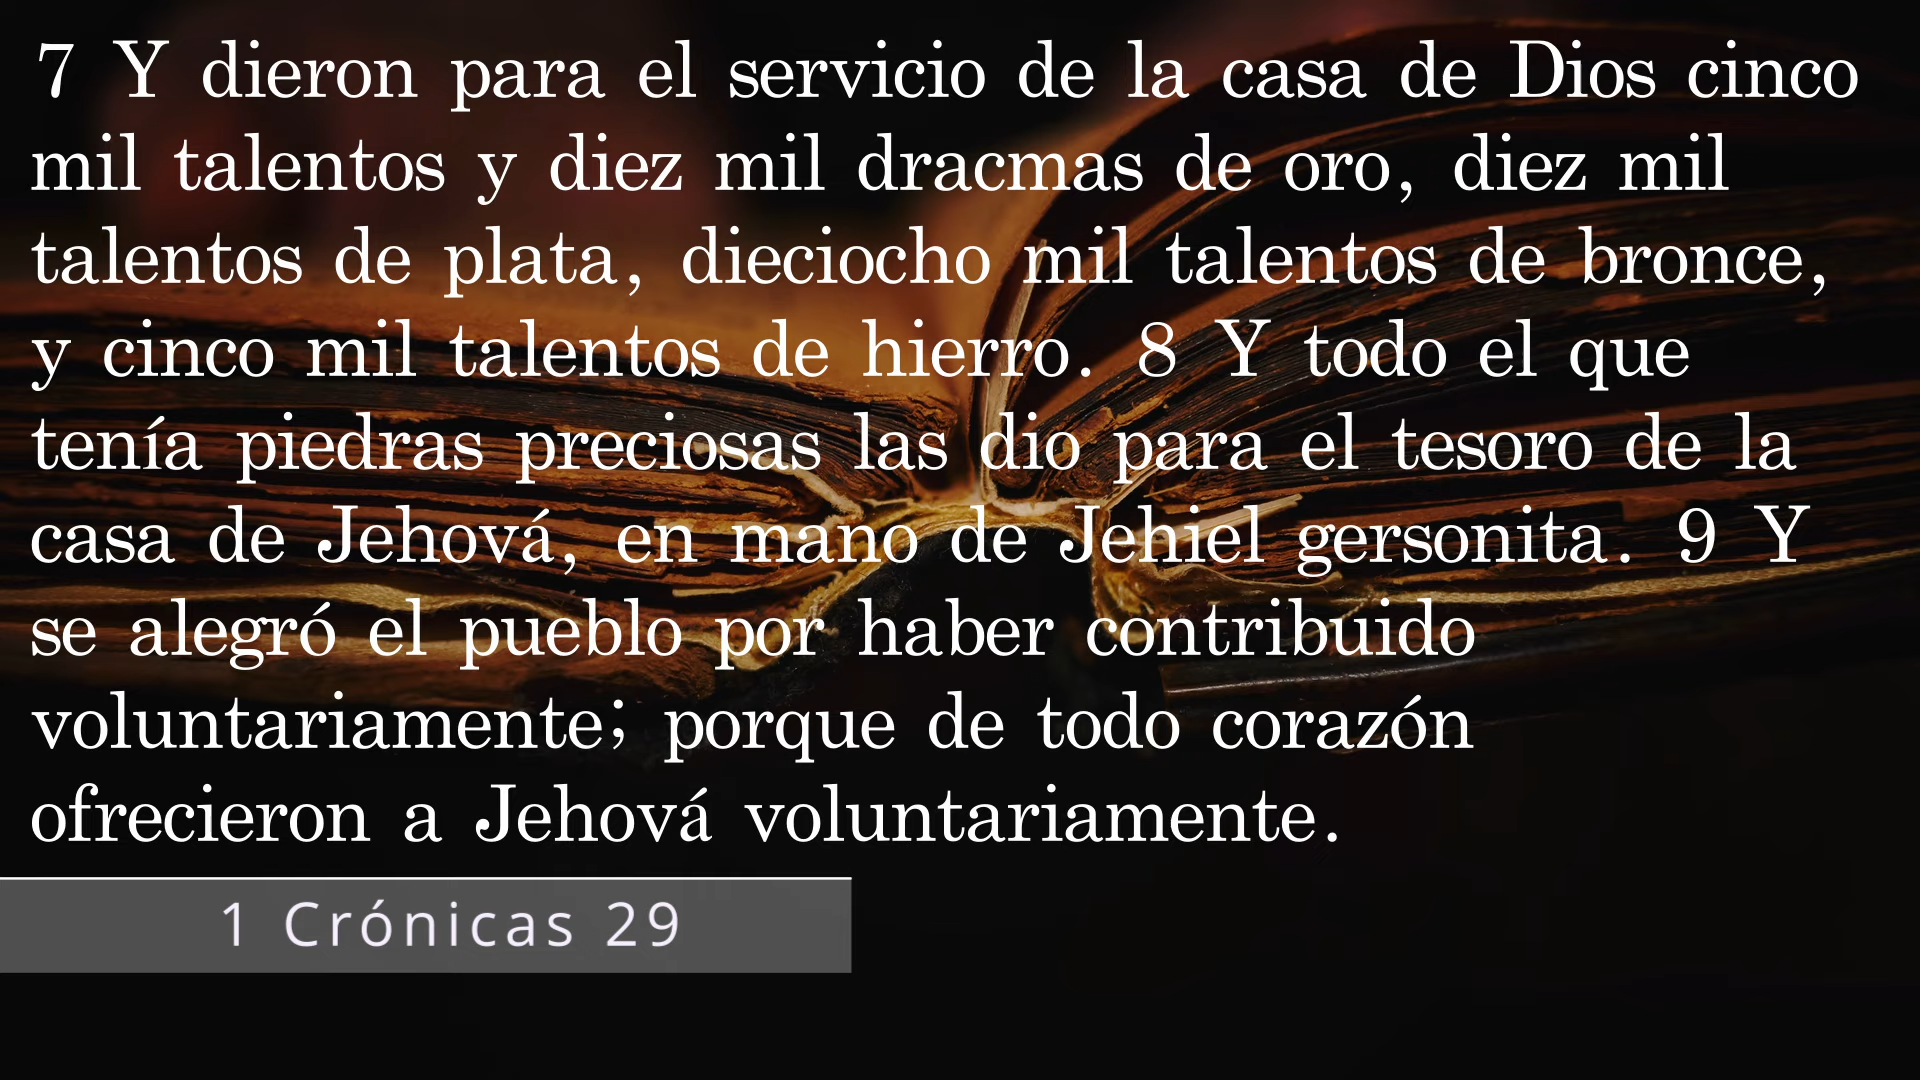 7 Y dieron para el servicio de la casa de Dios cinco
mil talentos y diez mil dracmas de oro, diez mil
talentos de plata, dieciocho mil talentos de bronce,
y cinco mil talentos de hierro. 8 Y todo el que
tenía piedras preciosas las dio para el tesoro de la
casa de Jehová, en mano de Jehiel gersonita. 9 Y
se alegró el pueblo por haber contribuido
voluntariamente; porque de todo corazón
ofrecieron a Jehová voluntariamente.
1 Crónicas 29